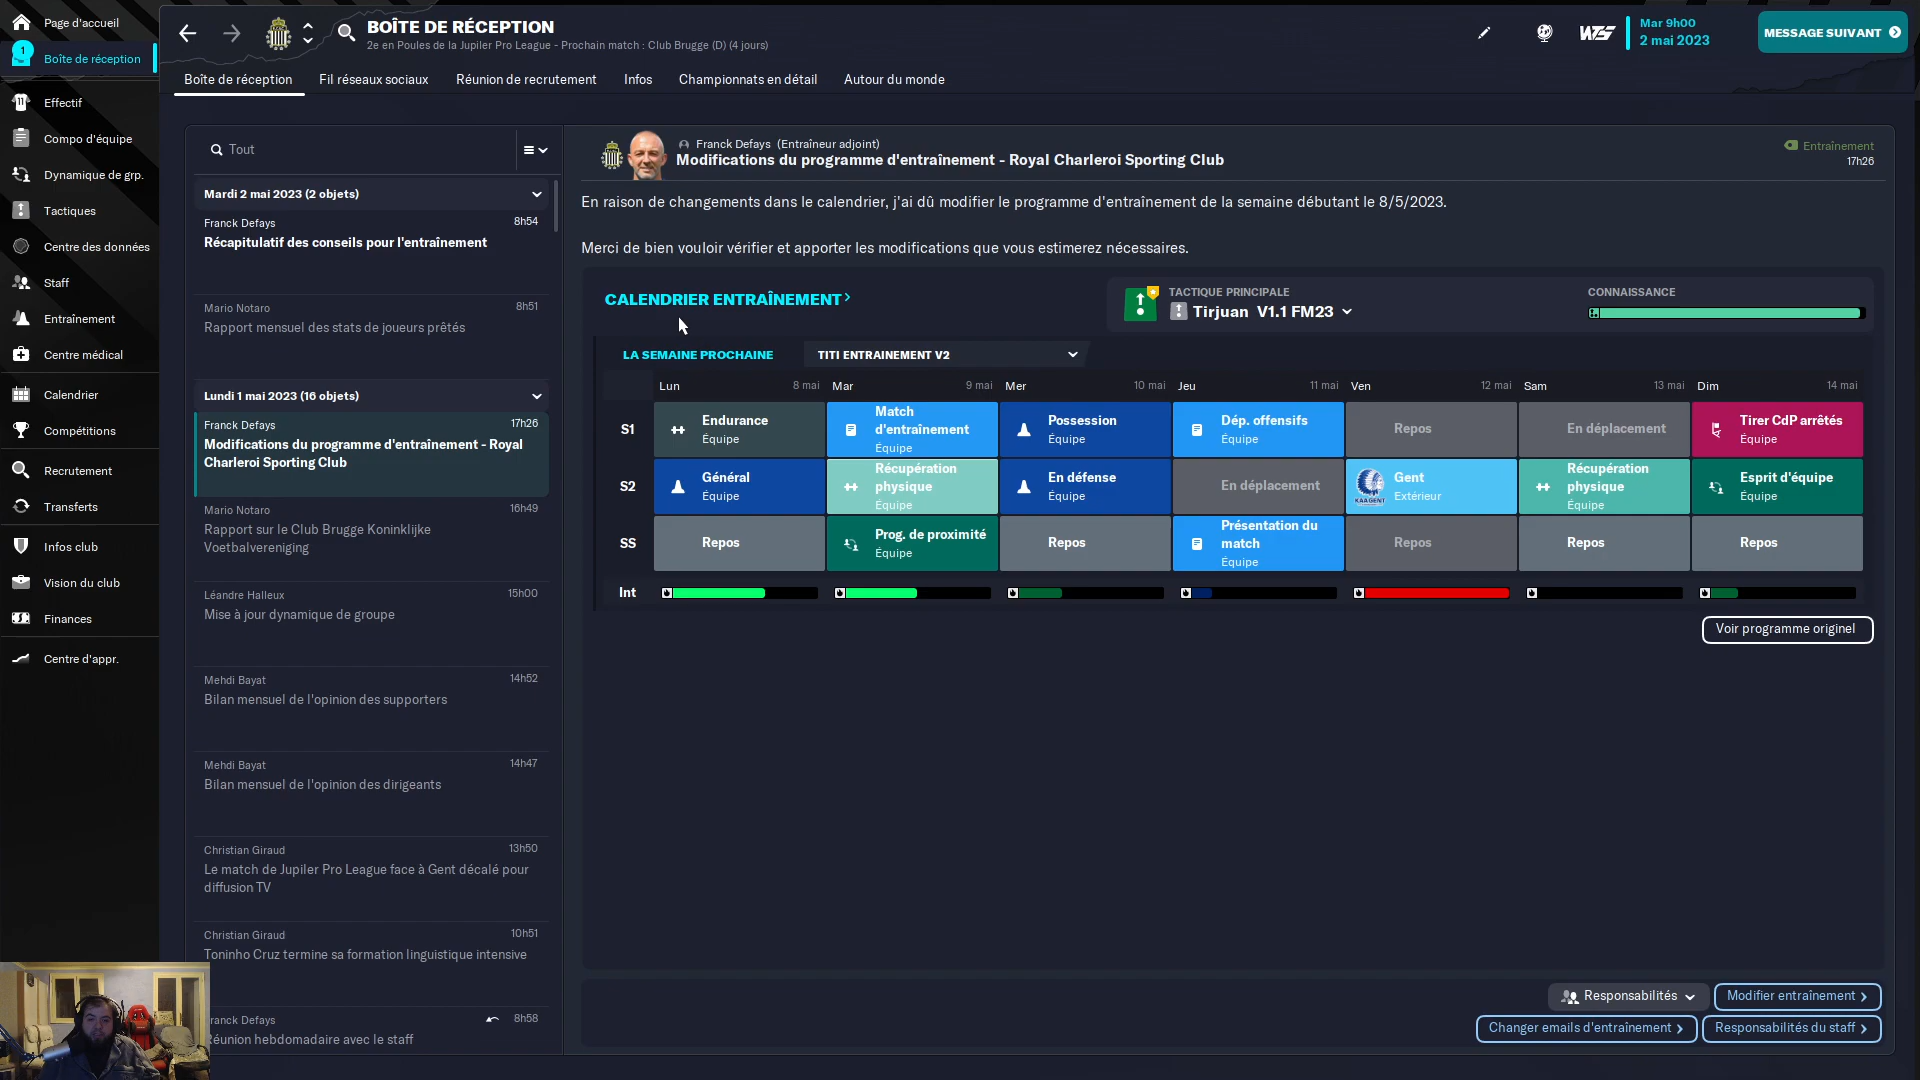 Page d'accueil
1
Boîte de réception
Effectif
Compo d'équipe
Dynamique de grp.
Tactiques
Centre des données
Staff
Entraînement
Centre médical
Calendrier
Compétitions
Recrutement
Transferts
Infos club
Vision du club
Finances
Centre d'appr.
BOÎTE DE RÉCEPTION
2e en Poules de la Jupiler Pro League - Prochain match : Club Brugge (D) (4 jours)
Mar 9h00
2 mai 2023
MESSAGE SUIVANT
Boîte de réception Fil réseaux sociaux Réunion de recrutement Infos Championnats en détail Autour du monde
Tout
Mardi 2 mai 2023 (2 objets)
Franck Defays 8h54
Récapitulatif des conseils pour l'entraînement
Mario Notaro 8h51
Rapport mensuel des stats de joueurs prêtés
Lundi 1 mai 2023 (16 objets)
Franck Defays 17h26
Modifications du programme d'entraînement - Royal
Charleroi Sporting Club
Mario Notaro 16h49
Rapport sur le Club Brugge Koninklijke
Voetbalvereniging
Léandre Halleux 15h00
Mise à jour dynamique de groupe
Mehdi Bayat 14h52
Bilan mensuel de l'opinion des supporters
Mehdi Bayat 14h47
Bilan mensuel de l'opinion des dirigeants
Christian Giraud 13h50
Le match de Jupiler Pro League face à Gent décalé pour
diffusion TV
Christian Giraud 10h51
Toninho Cruz termine sa formation linguistique intensive
ranck Defays 8h58
éunion hebdomadaire avec le staff
Franck Defays (Entraîneur adjoint)
Modifications du programme d'entraînement - Royal Charleroi Sporting Club
Entraînement
17h26
En raison de changements dans le calendrier, j'ai dû modifier le programme d'entraînement de la semaine débutant le 8/5/2023.
Merci de bien vouloir vérifier et apporter les modifications que vous estimerez nécessaires.
CALENDRIER ENTRAÎNEMENT
TACTIQUE PRINCIPALE
Tirjuan V1.1 FM23
CONNAISSANCE
LA SEMAINE PROCHAINE TITI ENTRAINEMENT V2
Lun 8 mai Mar 9 mai Mer 10 mai Jeu 11 mai Ven 12 mai Sam 13 mai Dim 14 mai
S1 Endurance Équipe Match d'entraînement Équipe Possession Équipe Dép. offensifs Équipe Repos En déplacement Tirer CdP arrêtés Équipe
S2 Général Équipe Récupération physique Équipe En défense Équipe En déplacement KAA GENT Gent Extérieur Récupération physique Équipe Esprit d'équipe Équipe
SS Repos Prog. de proximité Équipe Repos Présentation du match Équipe Repos Repos Repos
Int
Voir programme originel
Responsabilités Modifier entraînement
Changer emails d'entraînement Responsabilités du staff